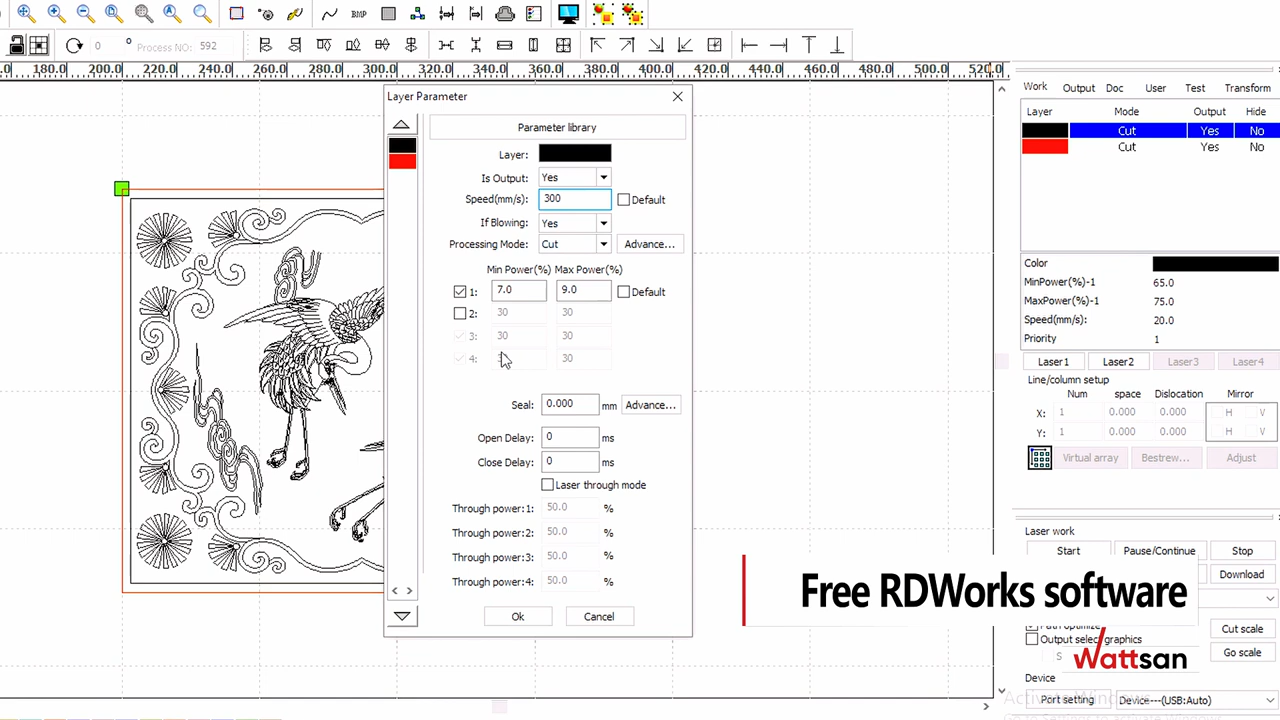 BMP
0 ° Process NO: 592
180.0 200.0 220.0 240.0 260.0 280.0 300.0 320.0 340.0 360.0 380.0 400.0 420.0 440.0 460.0 480.0 500.0 520.0
Layer Parameter
Parameter library
Layer:
Is Output: Yes
Speed(mm/s): 300 Default
If Blowing: Yes
Processing Mode: Cut Advance...
Min Power(%) Max Power(%)
1: 7.0 9.0 Default
2: 30 30
3: 30 30
4: 30
Seal: 0.000 mm Advance...
Open Delay: 0 ms
Close Delay: 0 ms
Laser through mode
Through power:1: 50.0 %
Through power:2: 50.0 %
Through power:3: 50.0 %
Through power:4: 50.0 %
Ok Cancel
Work Output Doc User Test Transform
Layer Mode Output Hide
Cut Yes No
Cut Yes No
Color
MinPower(%)-1 65.0
MaxPower(%)-1 75.0
Speed(mm/s): 20.0
Priority 1
Laser1 Laser2 Laser3 Laser4
Line/column setup
Num space Dislocation Mirror
X: 1 0.000 0.000 H V
Y: 1 0.000 0.000 H V
Virtual array Bestrew... Adjust
Laser work
Start Pause/Continue Stop
Download
Path optimize
Cut scale
Output select graphics
Go scale
Device
Port setting Device---(USB:Auto)
Free RDWorks software
Wattsan
Activate Windows